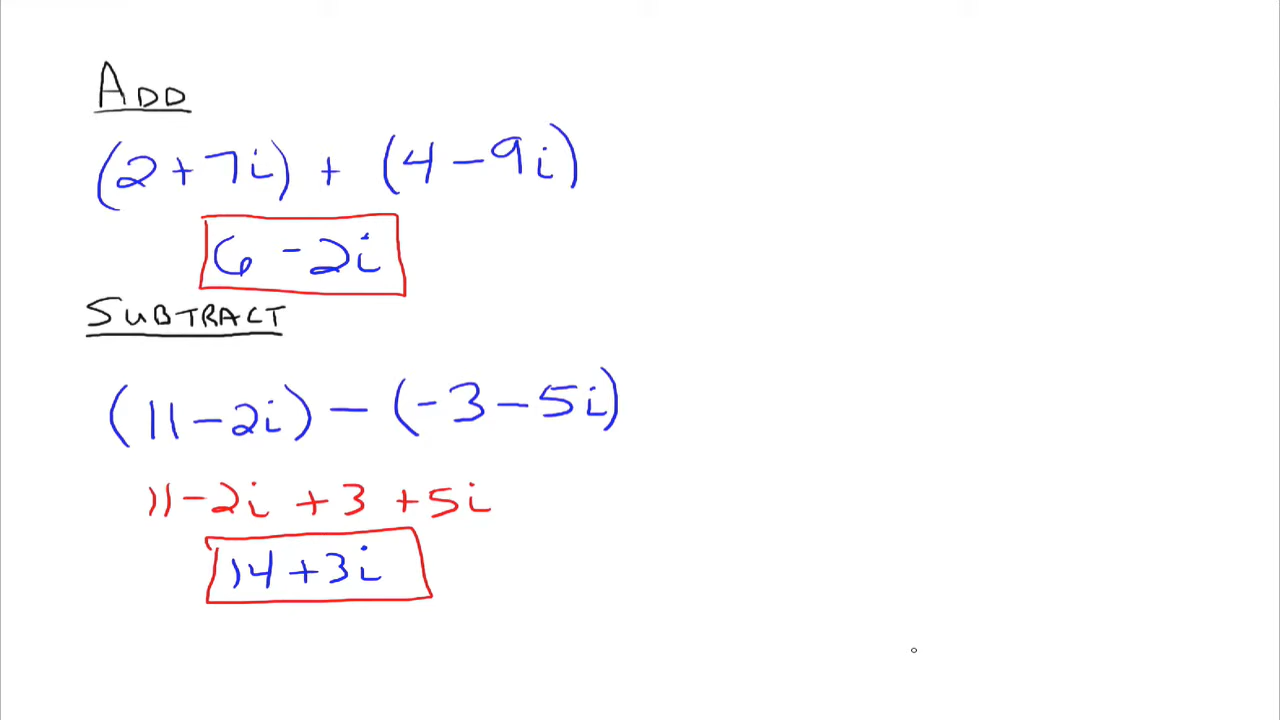 ADD
(2+7i) + (4-9i)
6 -2i
SUBTRACT
(11-2i) - (-3-5i)
11-2i +3 +5i
14+3i